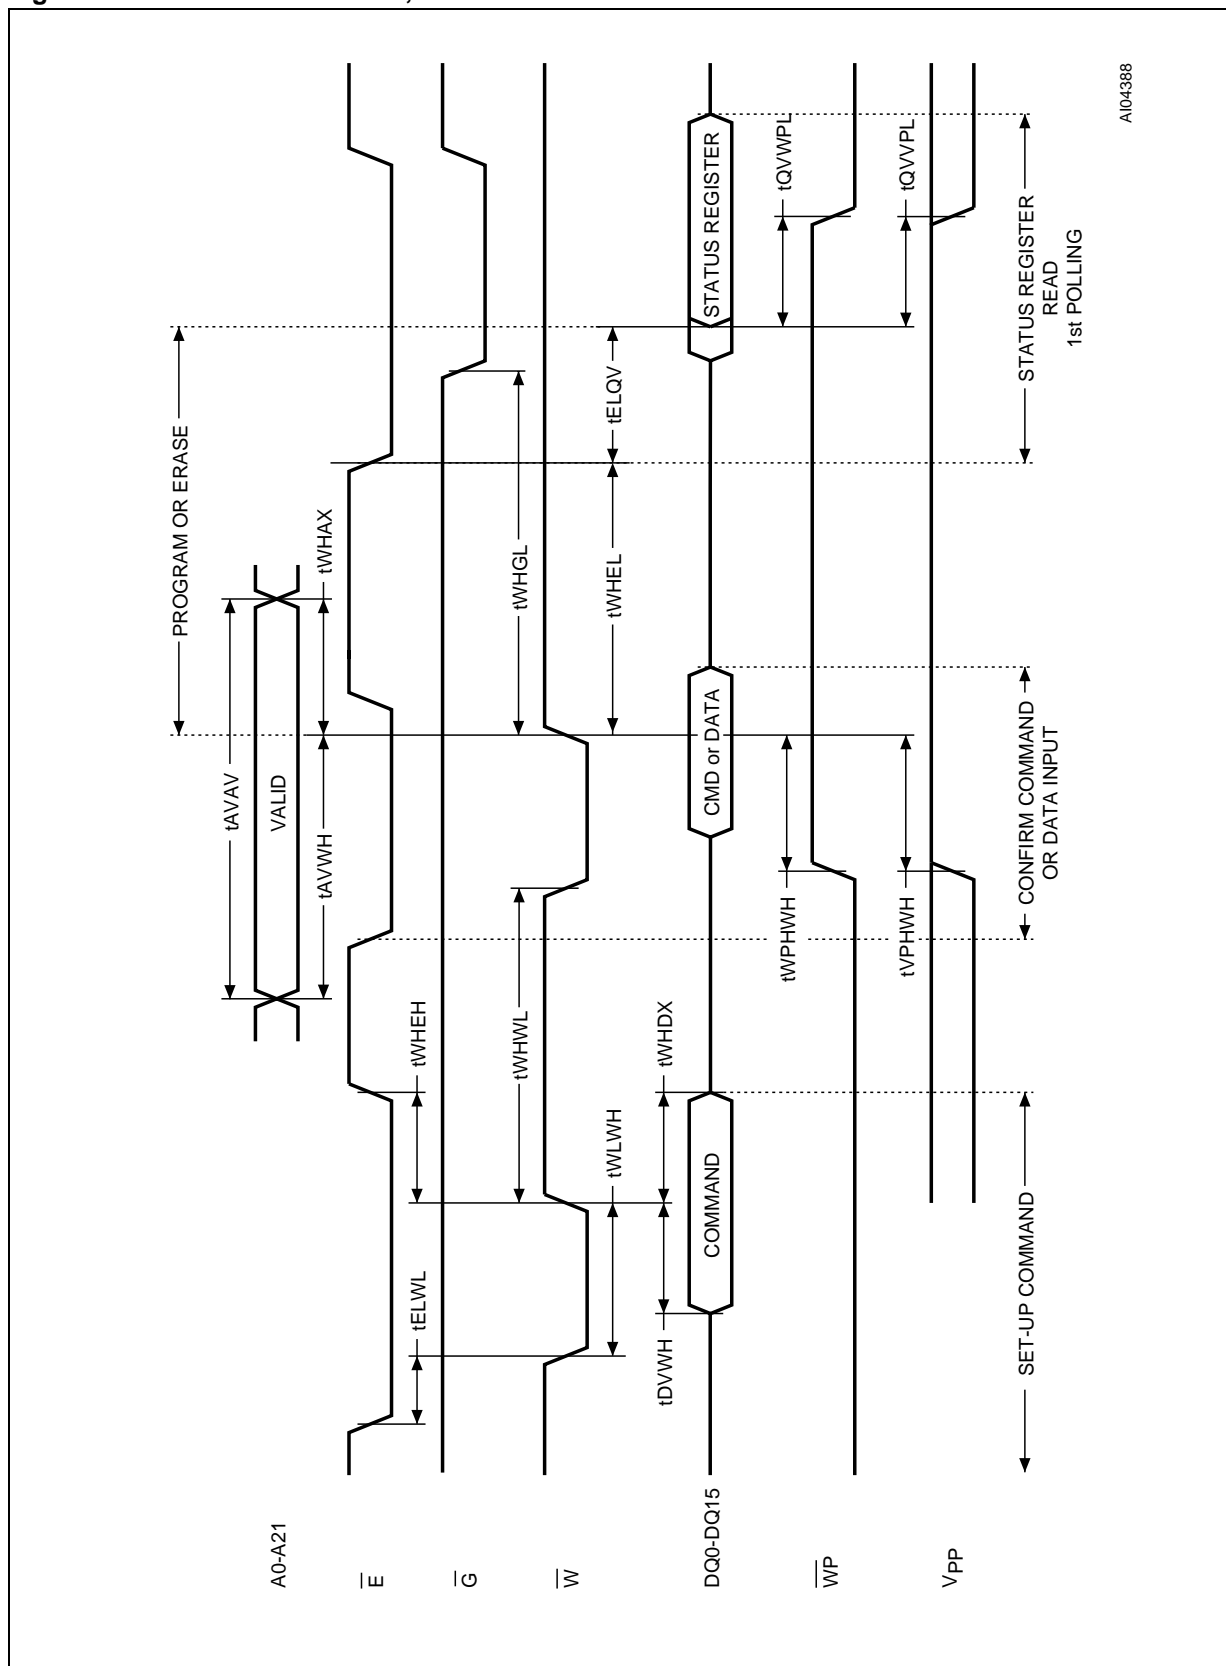 A0-A21
tAVAV
VALID
tAVWH
tWHAX
PROGRAM OR ERASE
E
tELWL
tWHEH
G
tWHWL
tWHGL
W
tWLWH
tWHEL
tELQV
tDVWH
tWHDX
DQ0-DQ15
COMMAND
CMD or DATA
STATUS REGISTER
WP
tWPHWH
tQVWPL
VPP
tVPHWH
tQVVPL
SET-UP COMMAND
CONFIRM COMMAND
OR DATA INPUT
STATUS REGISTER
READ
1st POLLING
AI04388